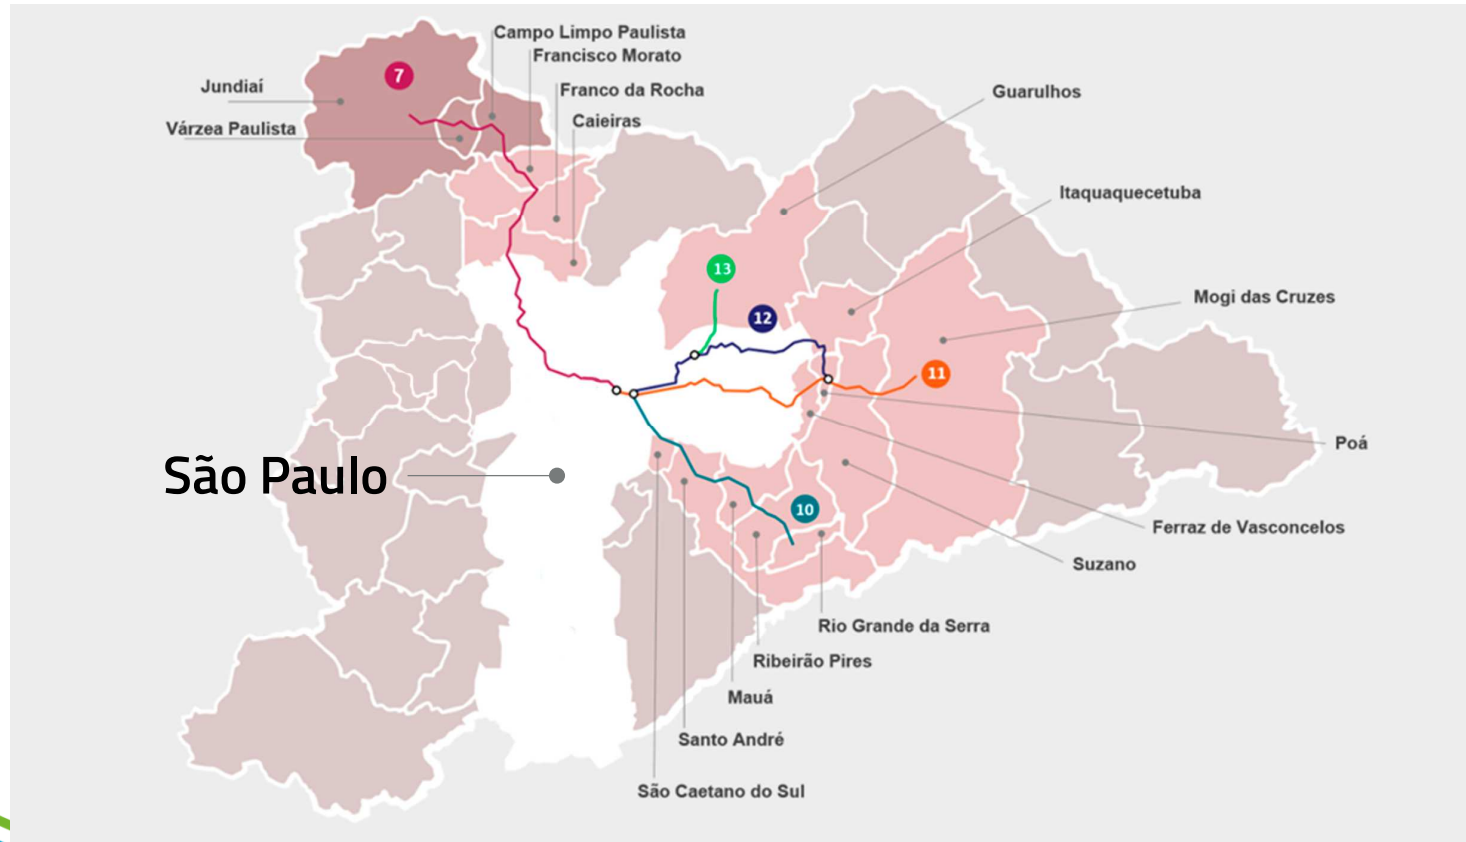 Campo Limpo Paulista
Francisco Morato
7
Jundiaí
Franco da Rocha
Guarulhos
Caieiras
Várzea Paulista
Itaquaquecetuba
13
Mogi das Cruzes
12
11
Poá
São Paulo
10
Ferraz de Vasconcelos
Suzano
Rio Grande da Serra
Ribeirão Pires
Mauá
Santo André
São Caetano do Sul